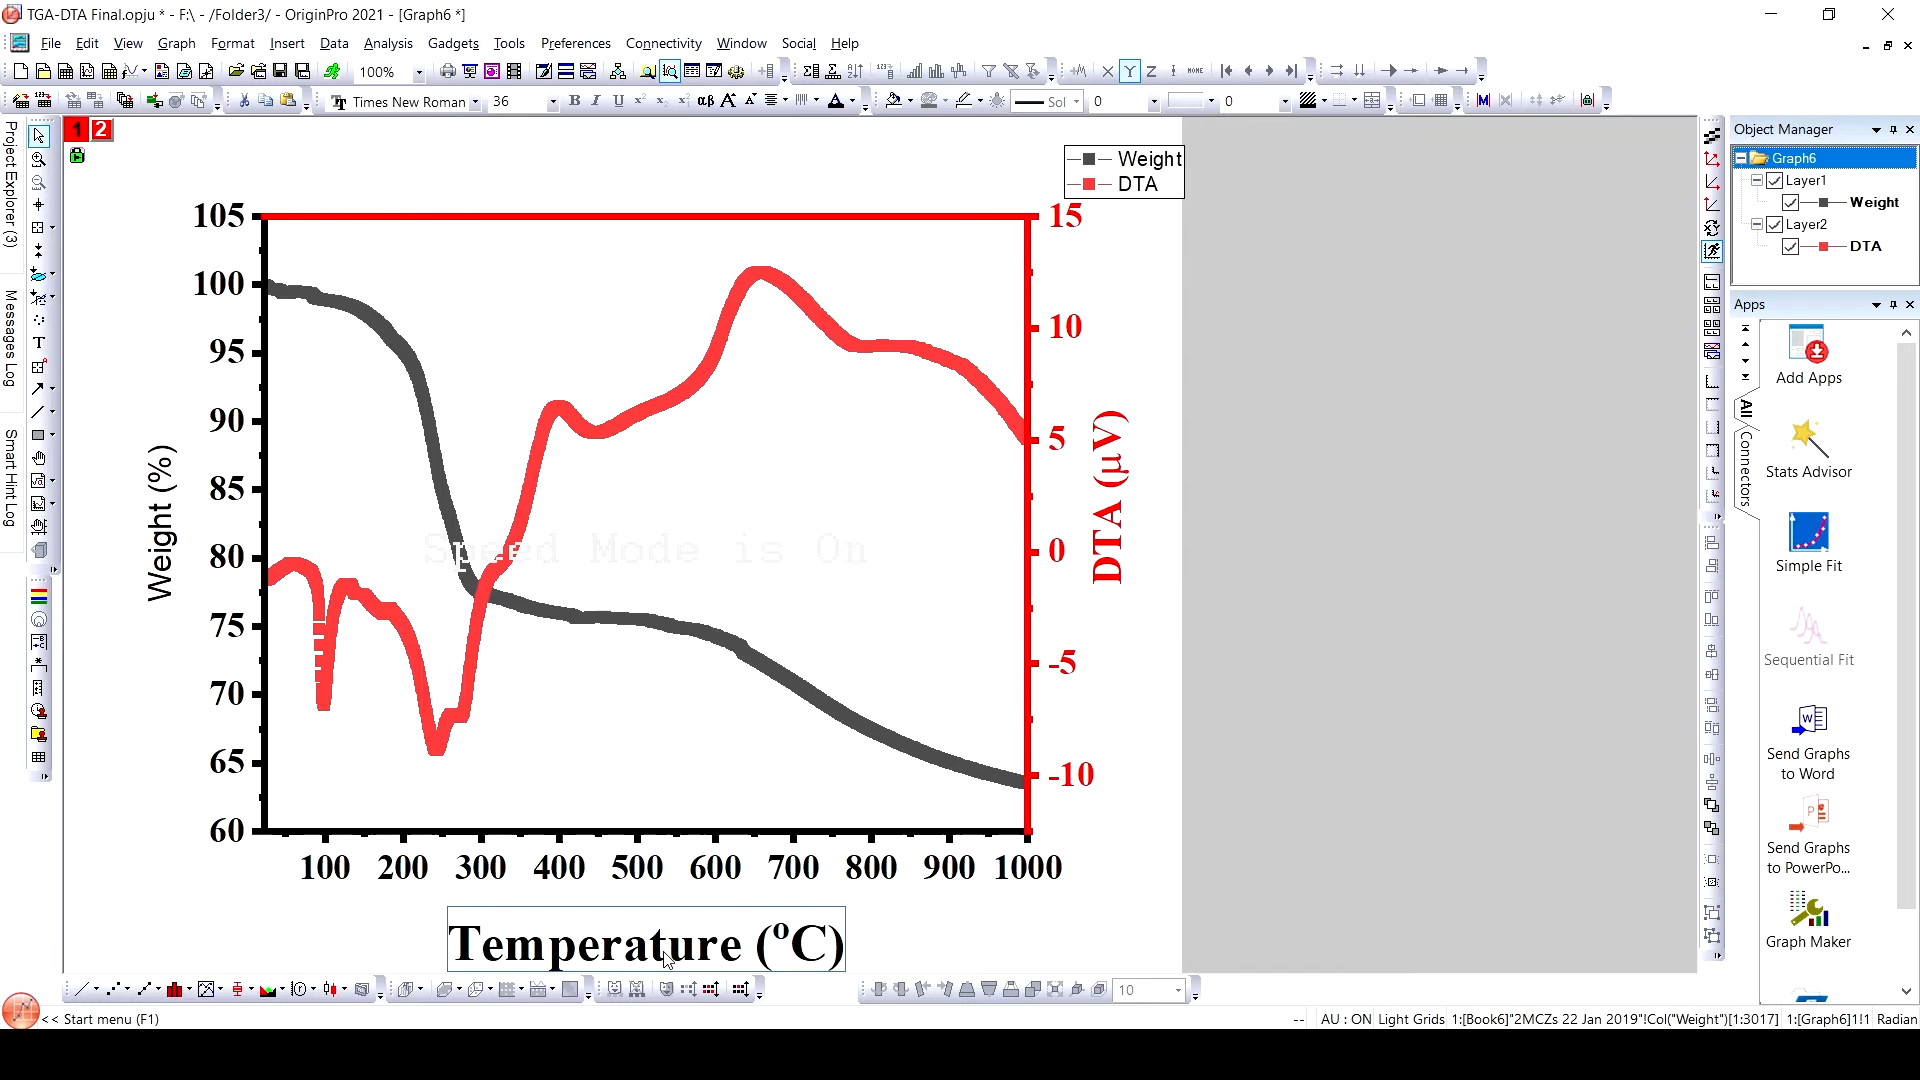 TGA-DTA Final.opju * - F:\ - /Folder3/ - OriginPro 2021 - [Graph6 *]
File Edit View Graph Format Insert Data Analysis Gadgets Tools Preferences Connectivity Window Social Help
100%
Times New Roman 36 B I U αβ A A A Sol 0 0
1 2
Project Explorer (3)
Messages Log
Smart Hint Log
Weight
DTA
105
100
95
90
85
80
75
70
65
60
Weight (%)
15
10
5
0
-5
-10
DTA (μV)
Speed Mode is On
100 200 300 400 500 600 700 800 900 1000
Temperature (ºC)
Object Manager
Graph6
Layer1
Weight
Layer2
DTA
Apps
All
Connectors
Add Apps
Stats Advisor
Simple Fit
Sequential Fit
Send Graphs
to Word
Send Graphs
to PowerPo...
Graph Maker
10
<< Start menu (F1)
-- AU : ON Light Grids 1:[Book6]"2MCZs 22 Jan 2019"!Col("Weight")[1:3017] 1:[Graph6]1!1 Radian